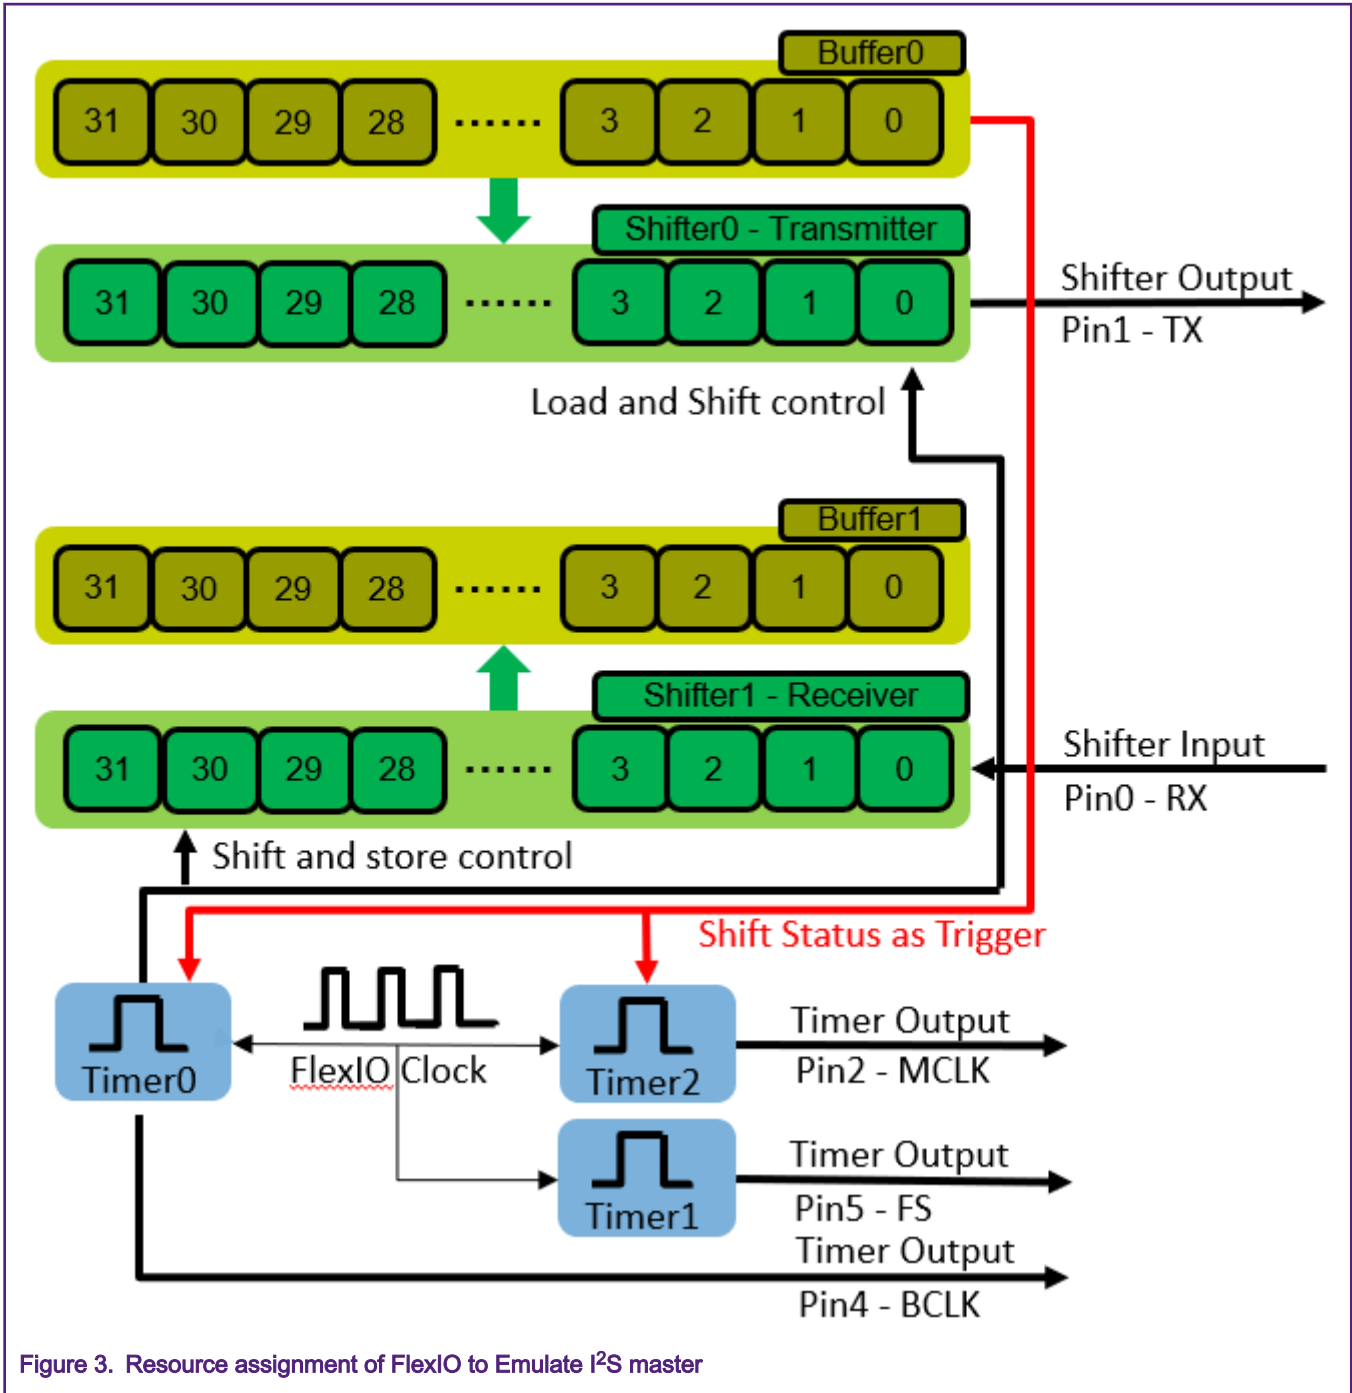 Buffer0
31 30 29 28 ...... 3 2 1 0
Shifter0 - Transmitter
31 30 29 28 ...... 3 2 1 0
Shifter Output
Pin1 - TX
Load and Shift control
Buffer1
31 30 29 28 ...... 3 2 1 0
Shifter1 - Receiver
31 30 29 28 ...... 3 2 1 0
Shifter Input
Pin0 - RX
Shift and store control
Shift Status as Trigger
Timer0
FlexIO Clock
Timer2
Timer Output
Pin2 - MCLK
Timer1
Timer Output
Pin5 - FS
Timer Output
Pin4 - BCLK
Figure 3. Resource assignment of FlexIO to Emulate I²S master